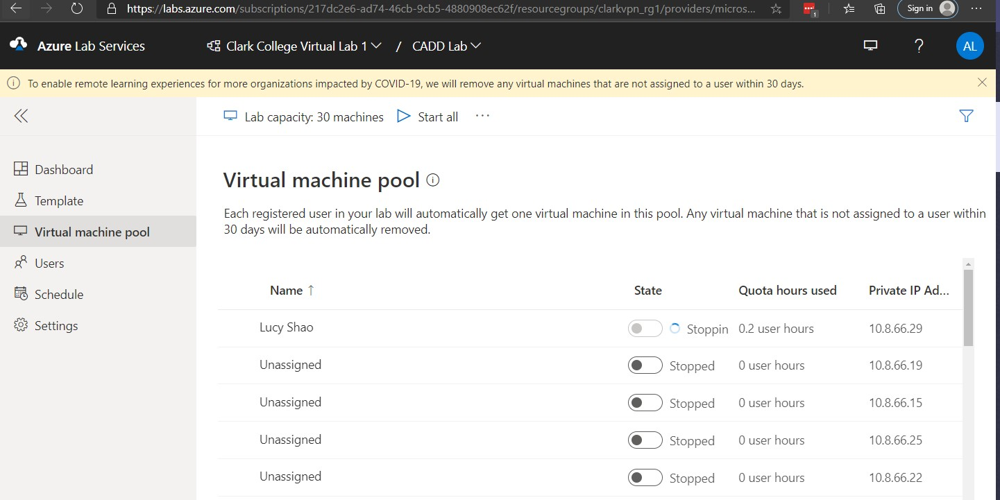 https://labs.azure.com/subscriptions/217dc2e6-ad74-46cb-9cb5-4880908ec62f/resourcegroups/clarkvpn_rg1/providers/micros...
1
Sign in
Azure Lab Services
Clark College Virtual Lab 1 / CADD Lab
? AL
To enable remote learning experiences for more organizations impacted by COVID-19, we will remove any virtual machines that are not assigned to a user within 30 days.
Lab capacity: 30 machines Start all ...
Dashboard
Template
Virtual machine pool
Users
Schedule
Settings
Virtual machine pool
Each registered user in your lab will automatically get one virtual machine in this pool. Any virtual machine that is not assigned to a user within
30 days will be automatically removed.
Name ↑ State Quota hours used Private IP Ad...
Lucy Shao Stoppin 0.2 user hours 10.8.66.29
Unassigned Stopped 0 user hours 10.8.66.19
Unassigned Stopped 0 user hours 10.8.66.15
Unassigned Stopped 0 user hours 10.8.66.25
Unassigned Stopped 0 user hours 10.8.66.22